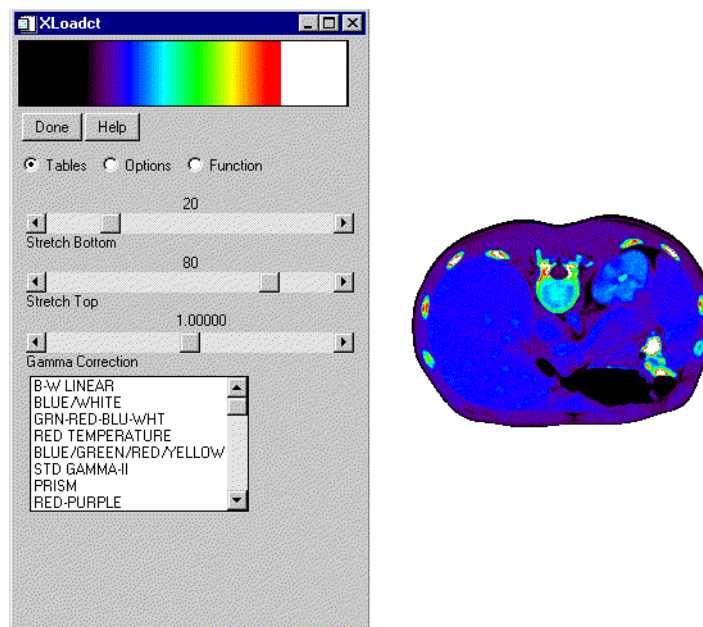 XLoadct
Done Help
Tables Options Function
20
Stretch Bottom
80
Stretch Top
1.00000
Gamma Correction
B-W LINEAR
BLUE/WHITE
GRN-RED-BLU-WHT
RED TEMPERATURE
BLUE/GREEN/RED/YELLOW
STD GAMMA-II
PRISM
RED-PURPLE